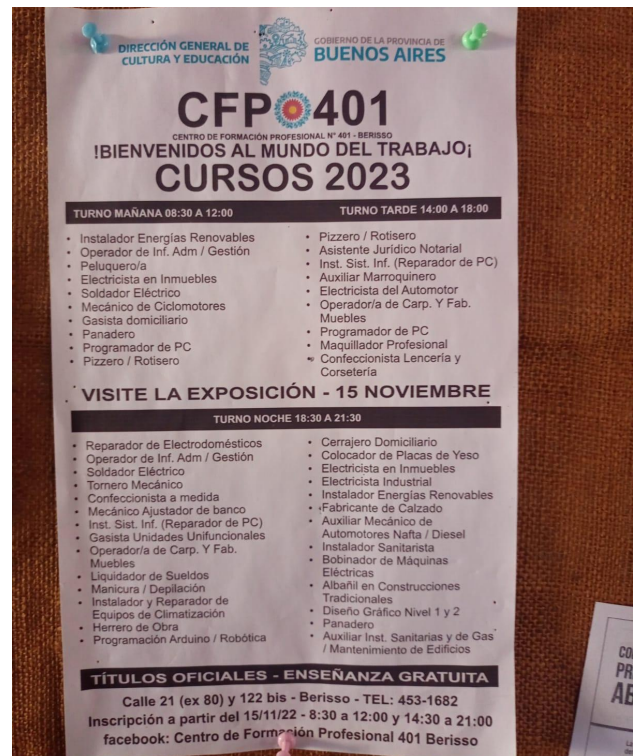 DIRECCIÓN GENERAL DE
CULTURA Y EDUCACIÓN
GOBIERNO DE LA PROVINCIA DE
BUENOS AIRES
CFP 401
CENTRO DE FORMACIÓN PROFESIONAL N° 401 - BERISSO
!BIENVENIDOS AL MUNDO DEL TRABAJO¡
CURSOS 2023
TURNO MAÑANA 08:30 A 12:00
• Instalador Energías Renovables
• Operador de Inf. Adm / Gestión
• Peluquero/a
• Electricista en Inmuebles
• Soldador Eléctrico
• Mecánico de Ciclomotores
• Gasista domiciliario
• Panadero
• Programador de PC
• Pizzero / Rotisero
TURNO TARDE 14:00 A 18:00
• Pizzero / Rotisero
• Asistente Jurídico Notarial
• Inst. Sist. Inf. (Reparador de PC)
• Auxiliar Marroquinero
• Electricista del Automotor
• Operador/a de Carp. Y Fab.
Muebles
• Programador de PC
• Maquillador Profesional
• Confeccionista Lencería y
Corsetería
VISITE LA EXPOSICIÓN - 15 NOVIEMBRE
TURNO NOCHE 18:30 A 21:30
• Reparador de Electrodomésticos
• Operador de Inf. Adm / Gestión
• Soldador Eléctrico
• Tornero Mecánico
• Confeccionista a medida
• Mecánico Ajustador de banco
• Inst. Sist. Inf. (Reparador de PC)
• Gasista Unidades Unifuncionales
• Operador/a de Carp. Y Fab.
Muebles
• Liquidador de Sueldos
• Manicura / Depilación
• Instalador y Reparador de
Equipos de Climatización
• Herrero de Obra
• Programación Arduino / Robótica
• Cerrajero Domiciliario
• Colocador de Placas de Yeso
• Electricista en Inmuebles
• Electricista Industrial
• Instalador Energías Renovables
• Fabricante de Calzado
• Auxiliar Mecánico de
Automotores Nafta / Diesel
• Instalador Sanitarista
• Bobinador de Máquinas
Eléctricas
• Albañil en Construcciones
Tradicionales
• Diseño Gráfico Nivel 1 y 2
• Panadero
• Auxiliar Inst. Sanitarias y de Gas
/ Mantenimiento de Edificios
TÍTULOS OFICIALES - ENSEÑANZA GRATUITA
Calle 21 (ex 80) y 122 bis - Berisso - TEL: 453-1682
Inscripción a partir del 15/11/22 - 8:30 a 12:00 y 14:30 a 21:00
facebook: Centro de Formación Profesional 401 Berisso